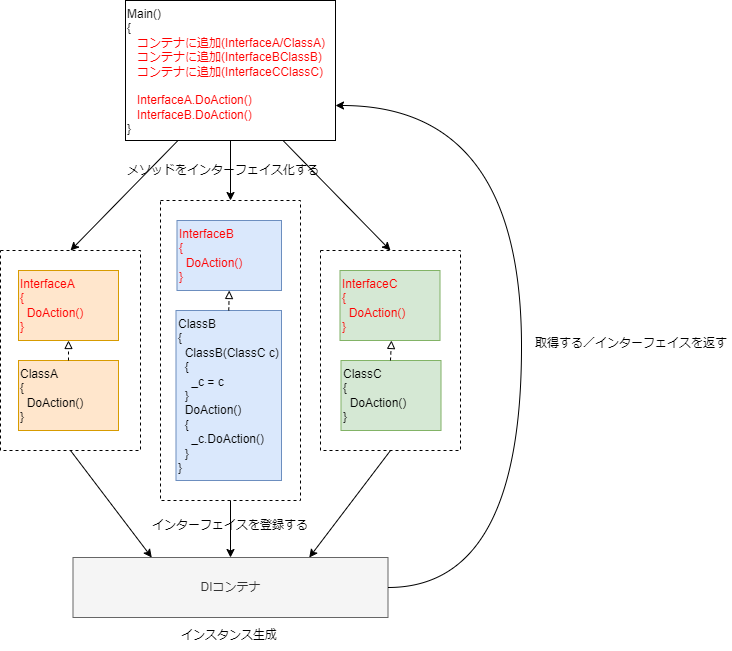 Main()
{
コンテナに追加(InterfaceA/ClassA)
コンテナに追加(InterfaceBClassB)
コンテナに追加(InterfaceCClassC)
InterfaceA.DoAction()
InterfaceB.DoAction()
}
メソッドをインターフェイス化する
InterfaceA
{
DoAction()
}
ClassA
{
DoAction()
}
InterfaceB
{
DoAction()
}
ClassB
{
ClassB(ClassC c)
{
_c = c
}
DoAction()
{
_c.DoAction()
}
}
InterfaceC
{
DoAction()
}
ClassC
{
DoAction()
}
取得する／インターフェイスを返す
インターフェイスを登録する
DIコンテナ
インスタンス生成